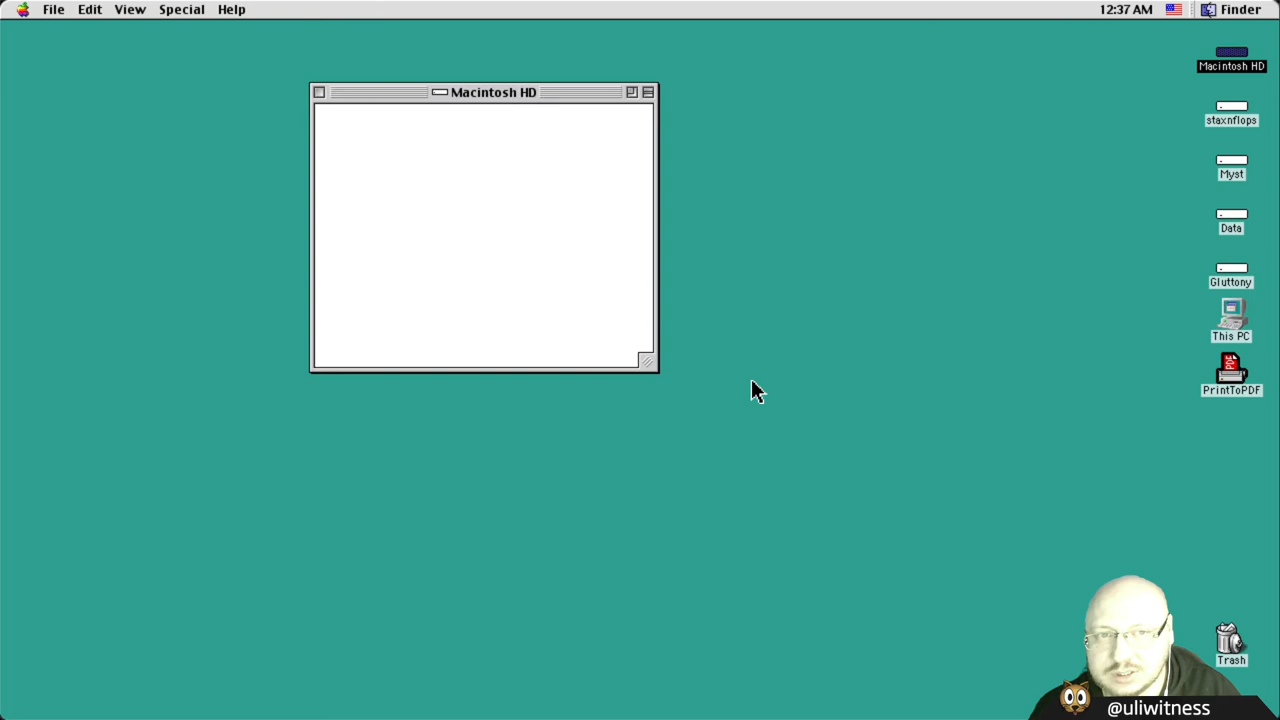 File Edit View Special Help 12:37 AM Finder
Macintosh HD
Macintosh HD
staxnflops
Myst
Data
Gluttony
This PC
PDF
PrintToPDF
Trash
@uliwitness